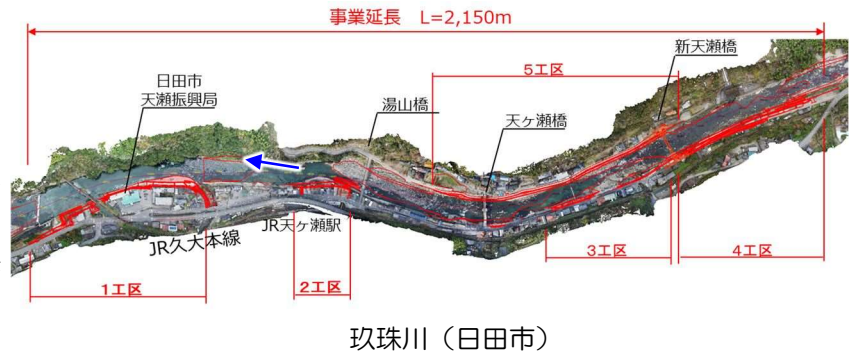 事業延長 L=2,150m
新天瀬橋
5工区
日田市
天瀬振興局
湯山橋
天ヶ瀬橋
JR久大本線
JR天ヶ瀬駅
1工区
2工区
3工区
4工区
玖珠川（日田市）